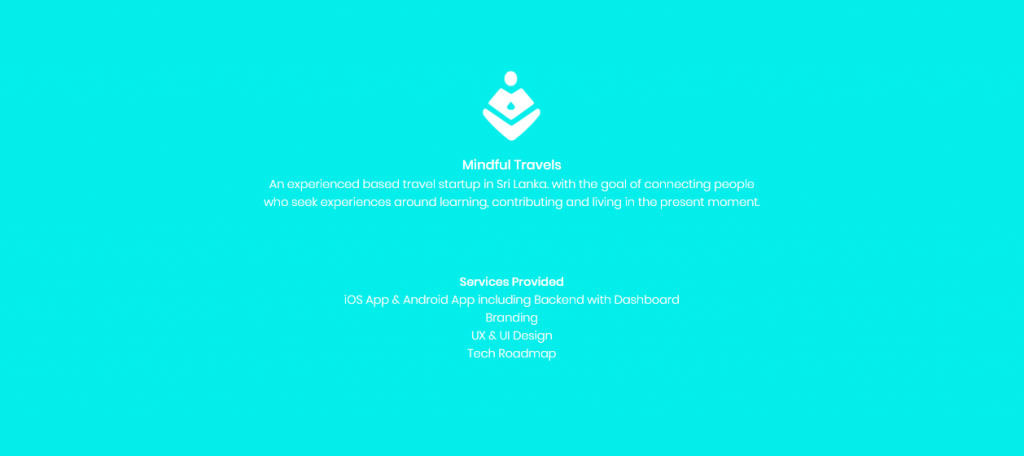 Mindful Travels
An experienced based travel startup in Sri Lanka. with the goal of connecting people
who seek experiences around learning, contributing and living in the present moment.
Services Provided
iOS App & Android App including Backend with Dashboard
Branding
UX & UI Design
Tech Roadmap